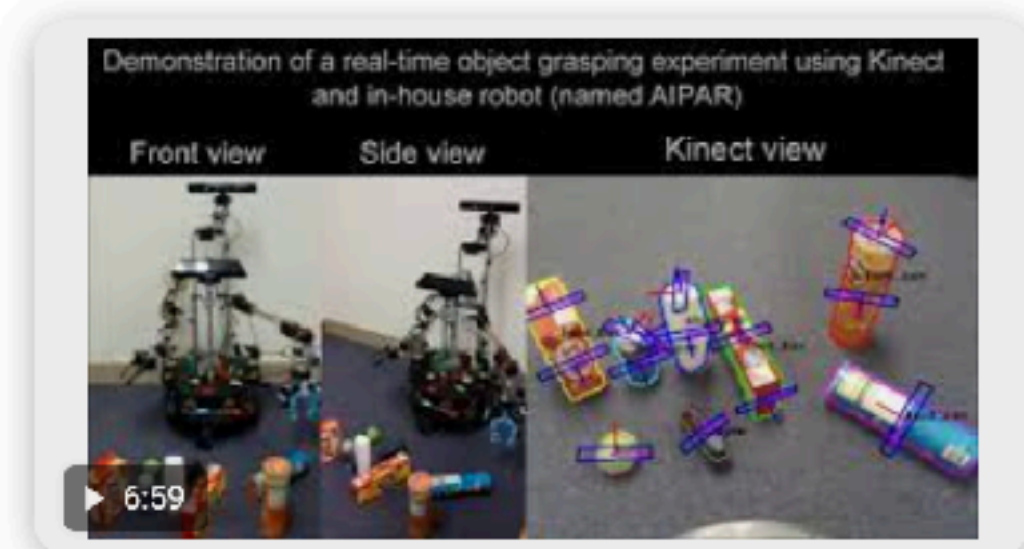 Demonstration of a real-time object grasping experiment using Kinect
and in-house robot (named AIPAR)
Front view
Side view
Kinect view
6:59